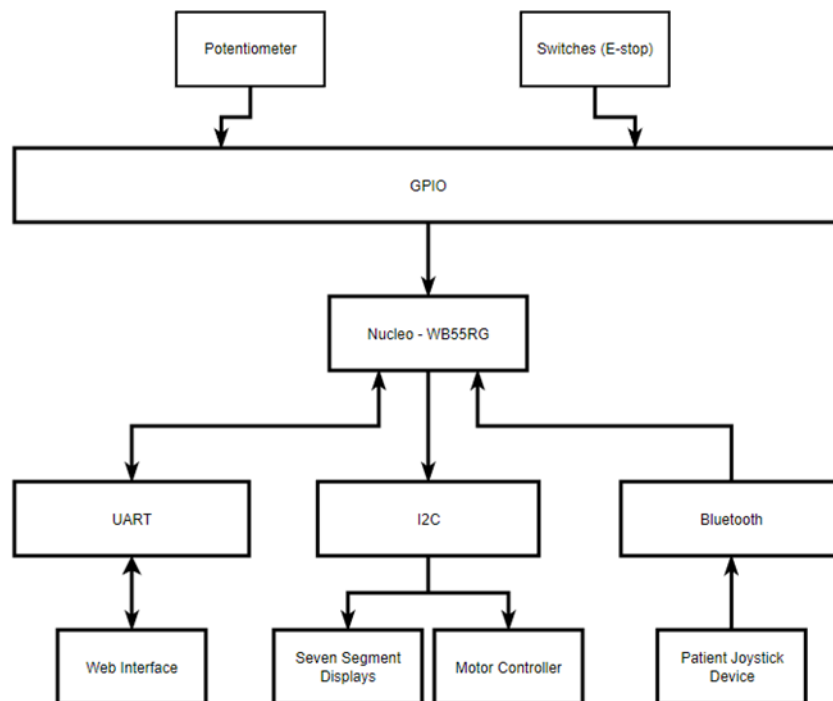 Potentiometer
Switches (E-stop)
GPIO
Nucleo - WB55RG
UART
I2C
Bluetooth
Web Interface
Seven Segment
Displays
Motor Controller
Patient Joystick
Device